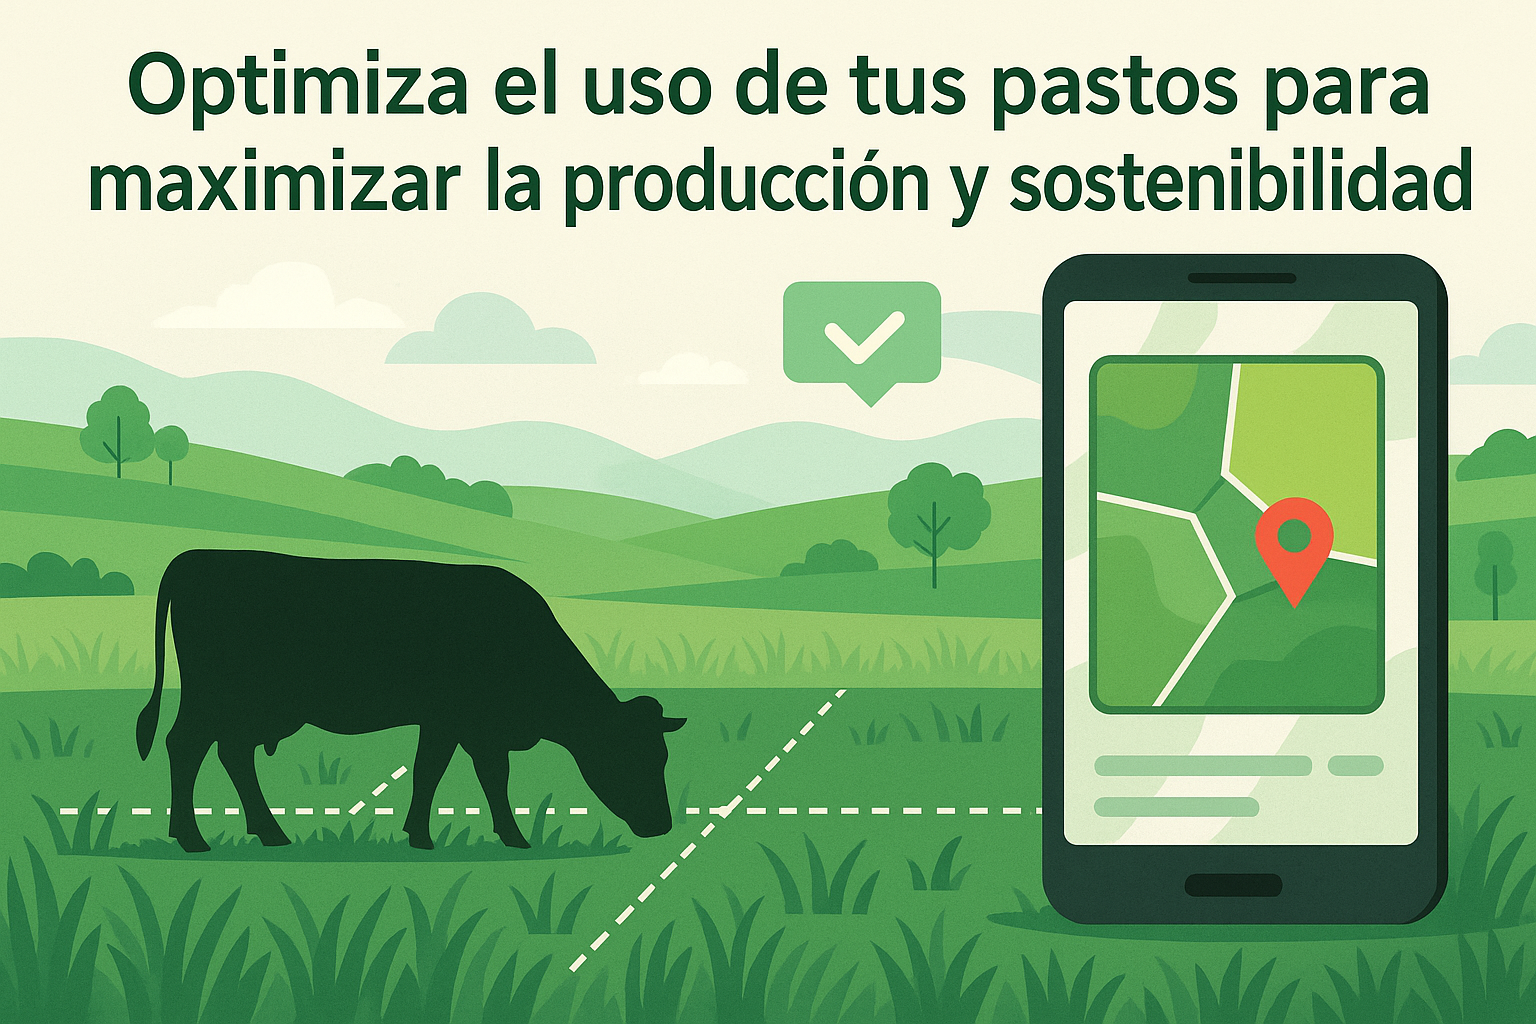 Optimiza el uso de tus pastos para
maximizar la producción y sostenibilidad